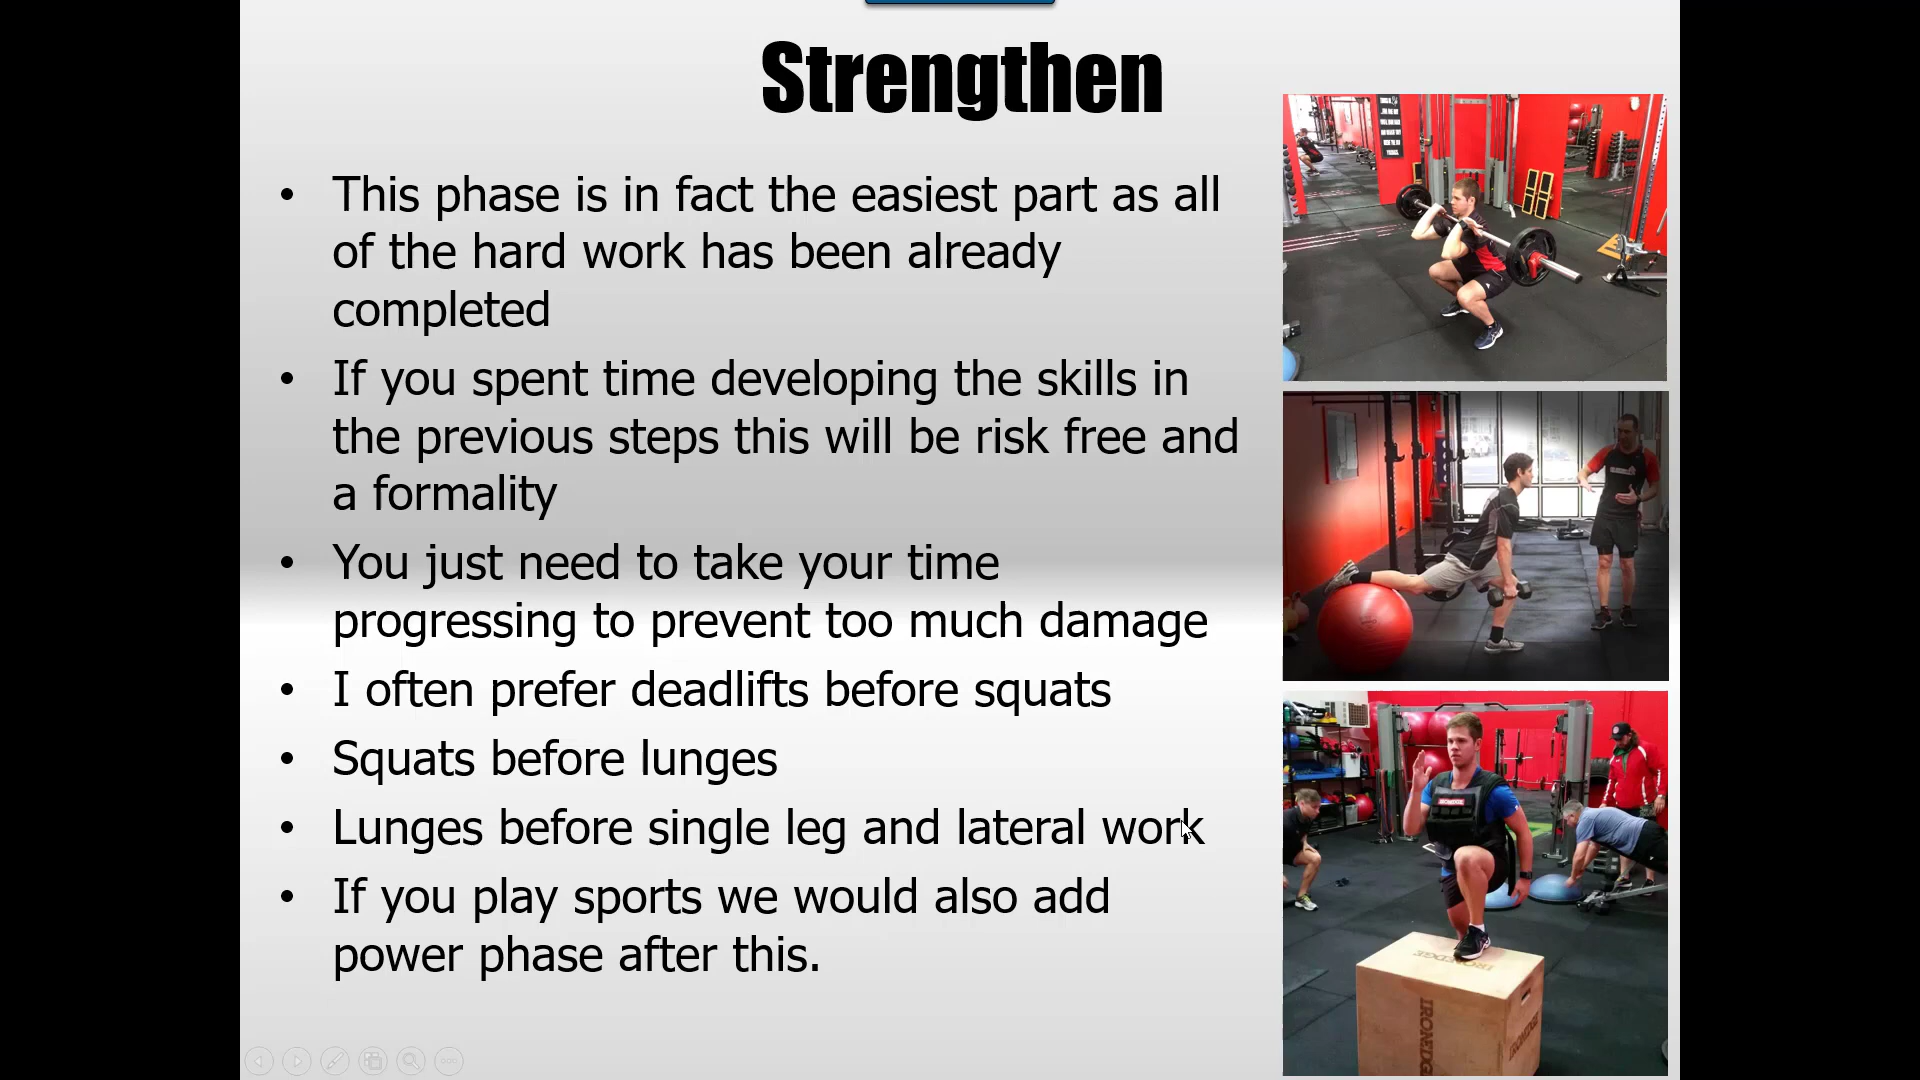 Strengthen
• This phase is in fact the easiest part as all
of the hard work has been already
completed
• If you spent time developing the skills in
the previous steps this will be risk free and
a formality
• You just need to take your time
progressing to prevent too much damage
• I often prefer deadlifts before squats
• Squats before lunges
• Lunges before single leg and lateral work
• If you play sports we would also add
power phase after this.
IRONEDGE
IRONEDGE
IRONEDGE
IRONEDGE